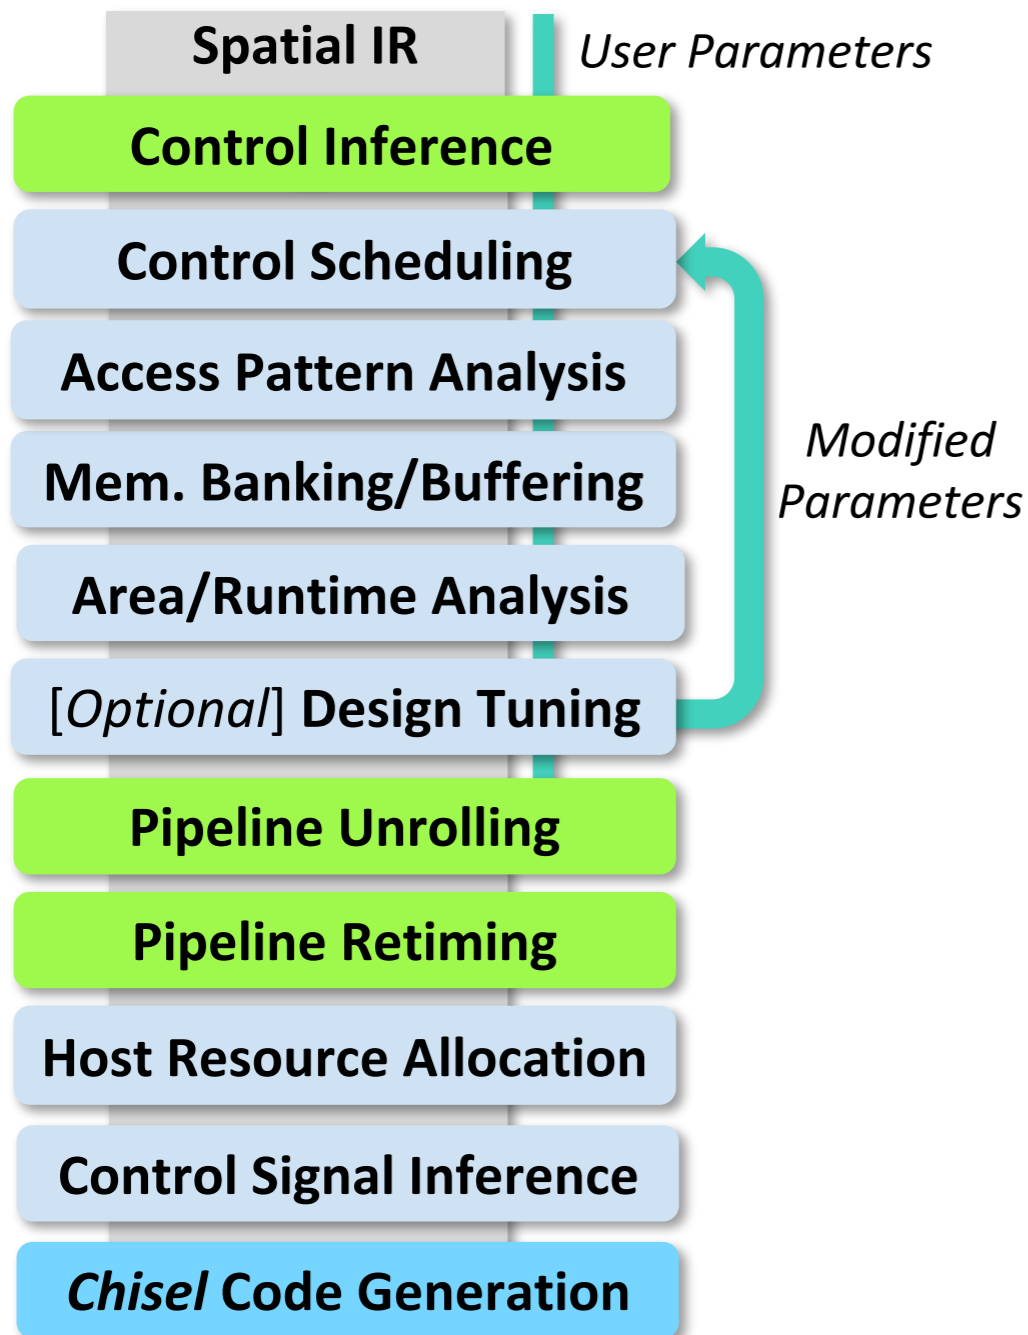 Spatial IR
User Parameters
Control Inference
Control Scheduling
Access Pattern Analysis
Modified
Parameters
Mem. Banking/Buffering
Area/Runtime Analysis
[Optional] Design Tuning
Pipeline Unrolling
Pipeline Retiming
Host Resource Allocation
Control Signal Inference
Chisel Code Generation